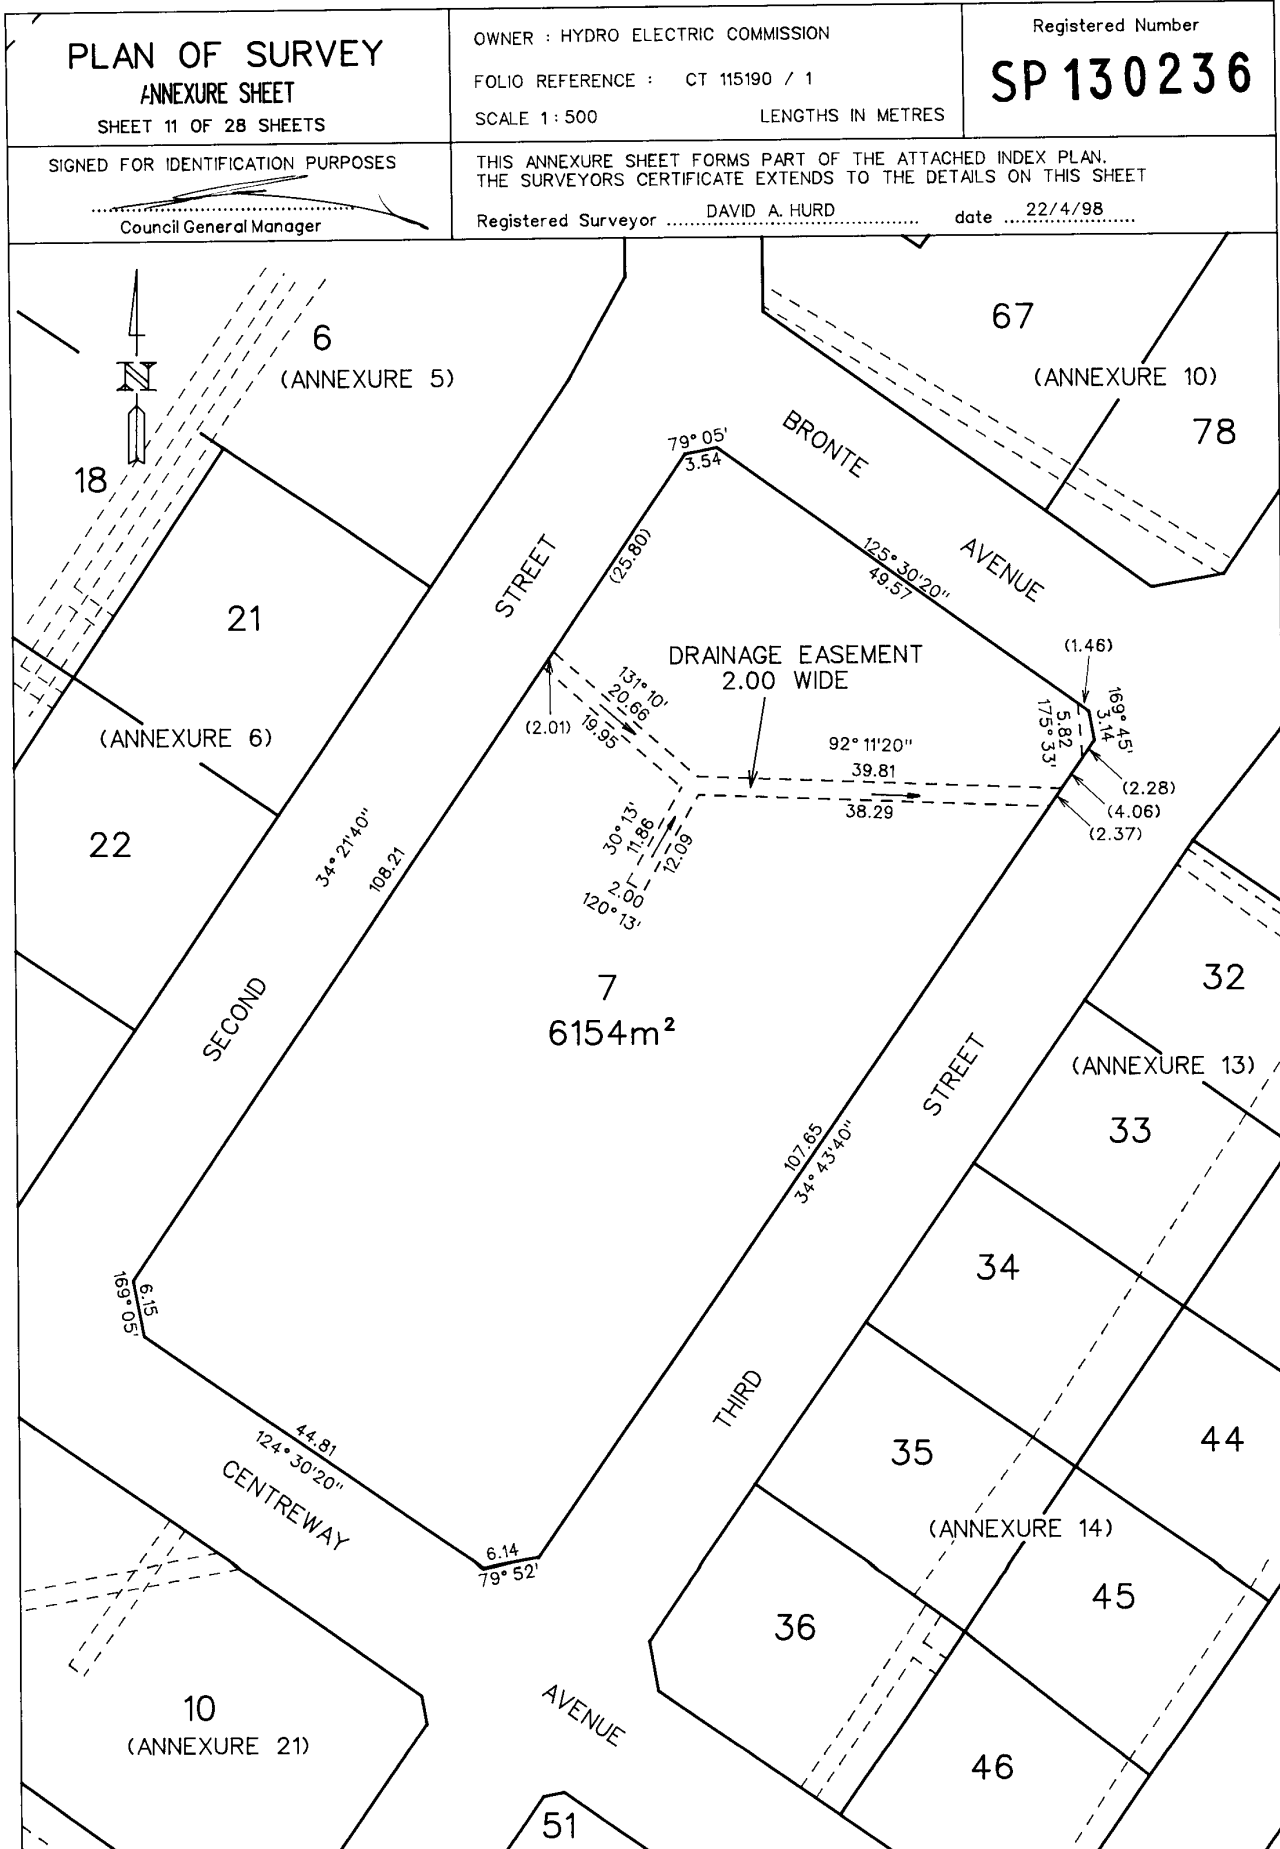 PLAN OF SURVEY
ANNEXURE SHEET
SHEET 11 OF 28 SHEETS
OWNER : HYDRO ELECTRIC COMMISSION
FOLIO REFERENCE : CT 115190 / 1
SCALE 1 : 500 LENGTHS IN METRES
Registered Number
SP 130236
SIGNED FOR IDENTIFICATION PURPOSES
Council General Manager
THIS ANNEXURE SHEET FORMS PART OF THE ATTACHED INDEX PLAN.
THE SURVEYORS CERTIFICATE EXTENDS TO THE DETAILS ON THIS SHEET
Registered Surveyor DAVID A. HURD date 22/4/98
6
(ANNEXURE 5)
67
(ANNEXURE 10)
78
N
18
BRONTE
AVENUE
79° 05'
3.54
125° 30'20"
49.57
STREET
(25.80)
21
DRAINAGE EASEMENT
2.00 WIDE
(1.46)
131° 10'
20.66
19.95
(2.01)
169° 45'
3.14
5.82
175° 33'
(ANNEXURE 6)
92° 11'20"
39.81
38.29
(2.28)
(4.06)
(2.37)
22
34° 21'40"
108.21
30° 13'
11.86
12.09
2.00
120° 13'
7
6154m²
SECOND
32
STREET
(ANNEXURE 13)
33
107.65
34° 43'40"
34
6.15
169° 05'
THIRD
44.81
124° 30'20"
CENTREWAY
35
44
(ANNEXURE 14)
6.14
79° 52'
45
36
10
(ANNEXURE 21)
AVENUE
46
51